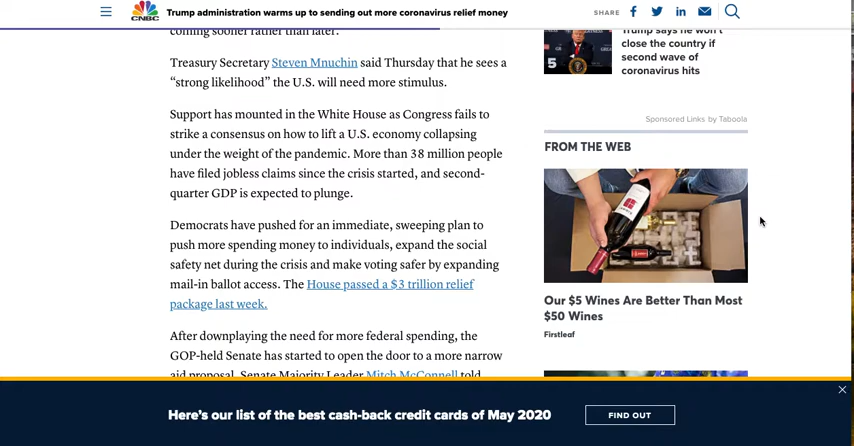 CNBC
Trump administration warms up to sending out more coronavirus relief money
SHARE
coming sooner rather than later.
Treasury Secretary Steven Mnuchin said Thursday that he sees a
“strong likelihood” the U.S. will need more stimulus.
Support has mounted in the White House as Congress fails to
strike a consensus on how to lift a U.S. economy collapsing
under the weight of the pandemic. More than 38 million people
have filed jobless claims since the crisis started, and second-
quarter GDP is expected to plunge.
Democrats have pushed for an immediate, sweeping plan to
push more spending money to individuals, expand the social
safety net during the crisis and make voting safer by expanding
mail-in ballot access. The House passed a $3 trillion relief
package last week.
After downplaying the need for more federal spending, the
GOP-held Senate has started to open the door to a more narrow
aid proposal. Senate Majority Leader Mitch McConnell told
5
Trump says he won't
close the country if
second wave of
coronavirus hits
Sponsored Links by Taboola
FROM THE WEB
Our $5 Wines Are Better Than Most
$50 Wines
Firstleaf
Here’s our list of the best cash-back credit cards of May 2020
FIND OUT